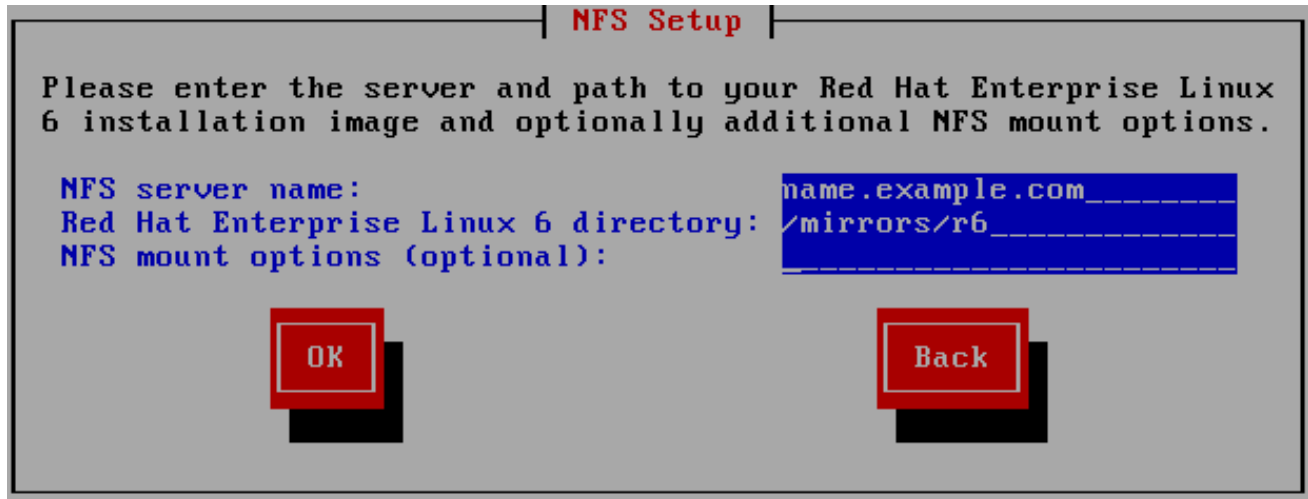 NFS Setup
Please enter the server and path to your Red Hat Enterprise Linux
6 installation image and optionally additional NFS mount options.
NFS server name: name.example.com________
Red Hat Enterprise Linux 6 directory: /mirrors/r6_____________
NFS mount options (optional): ________________________
OK Back